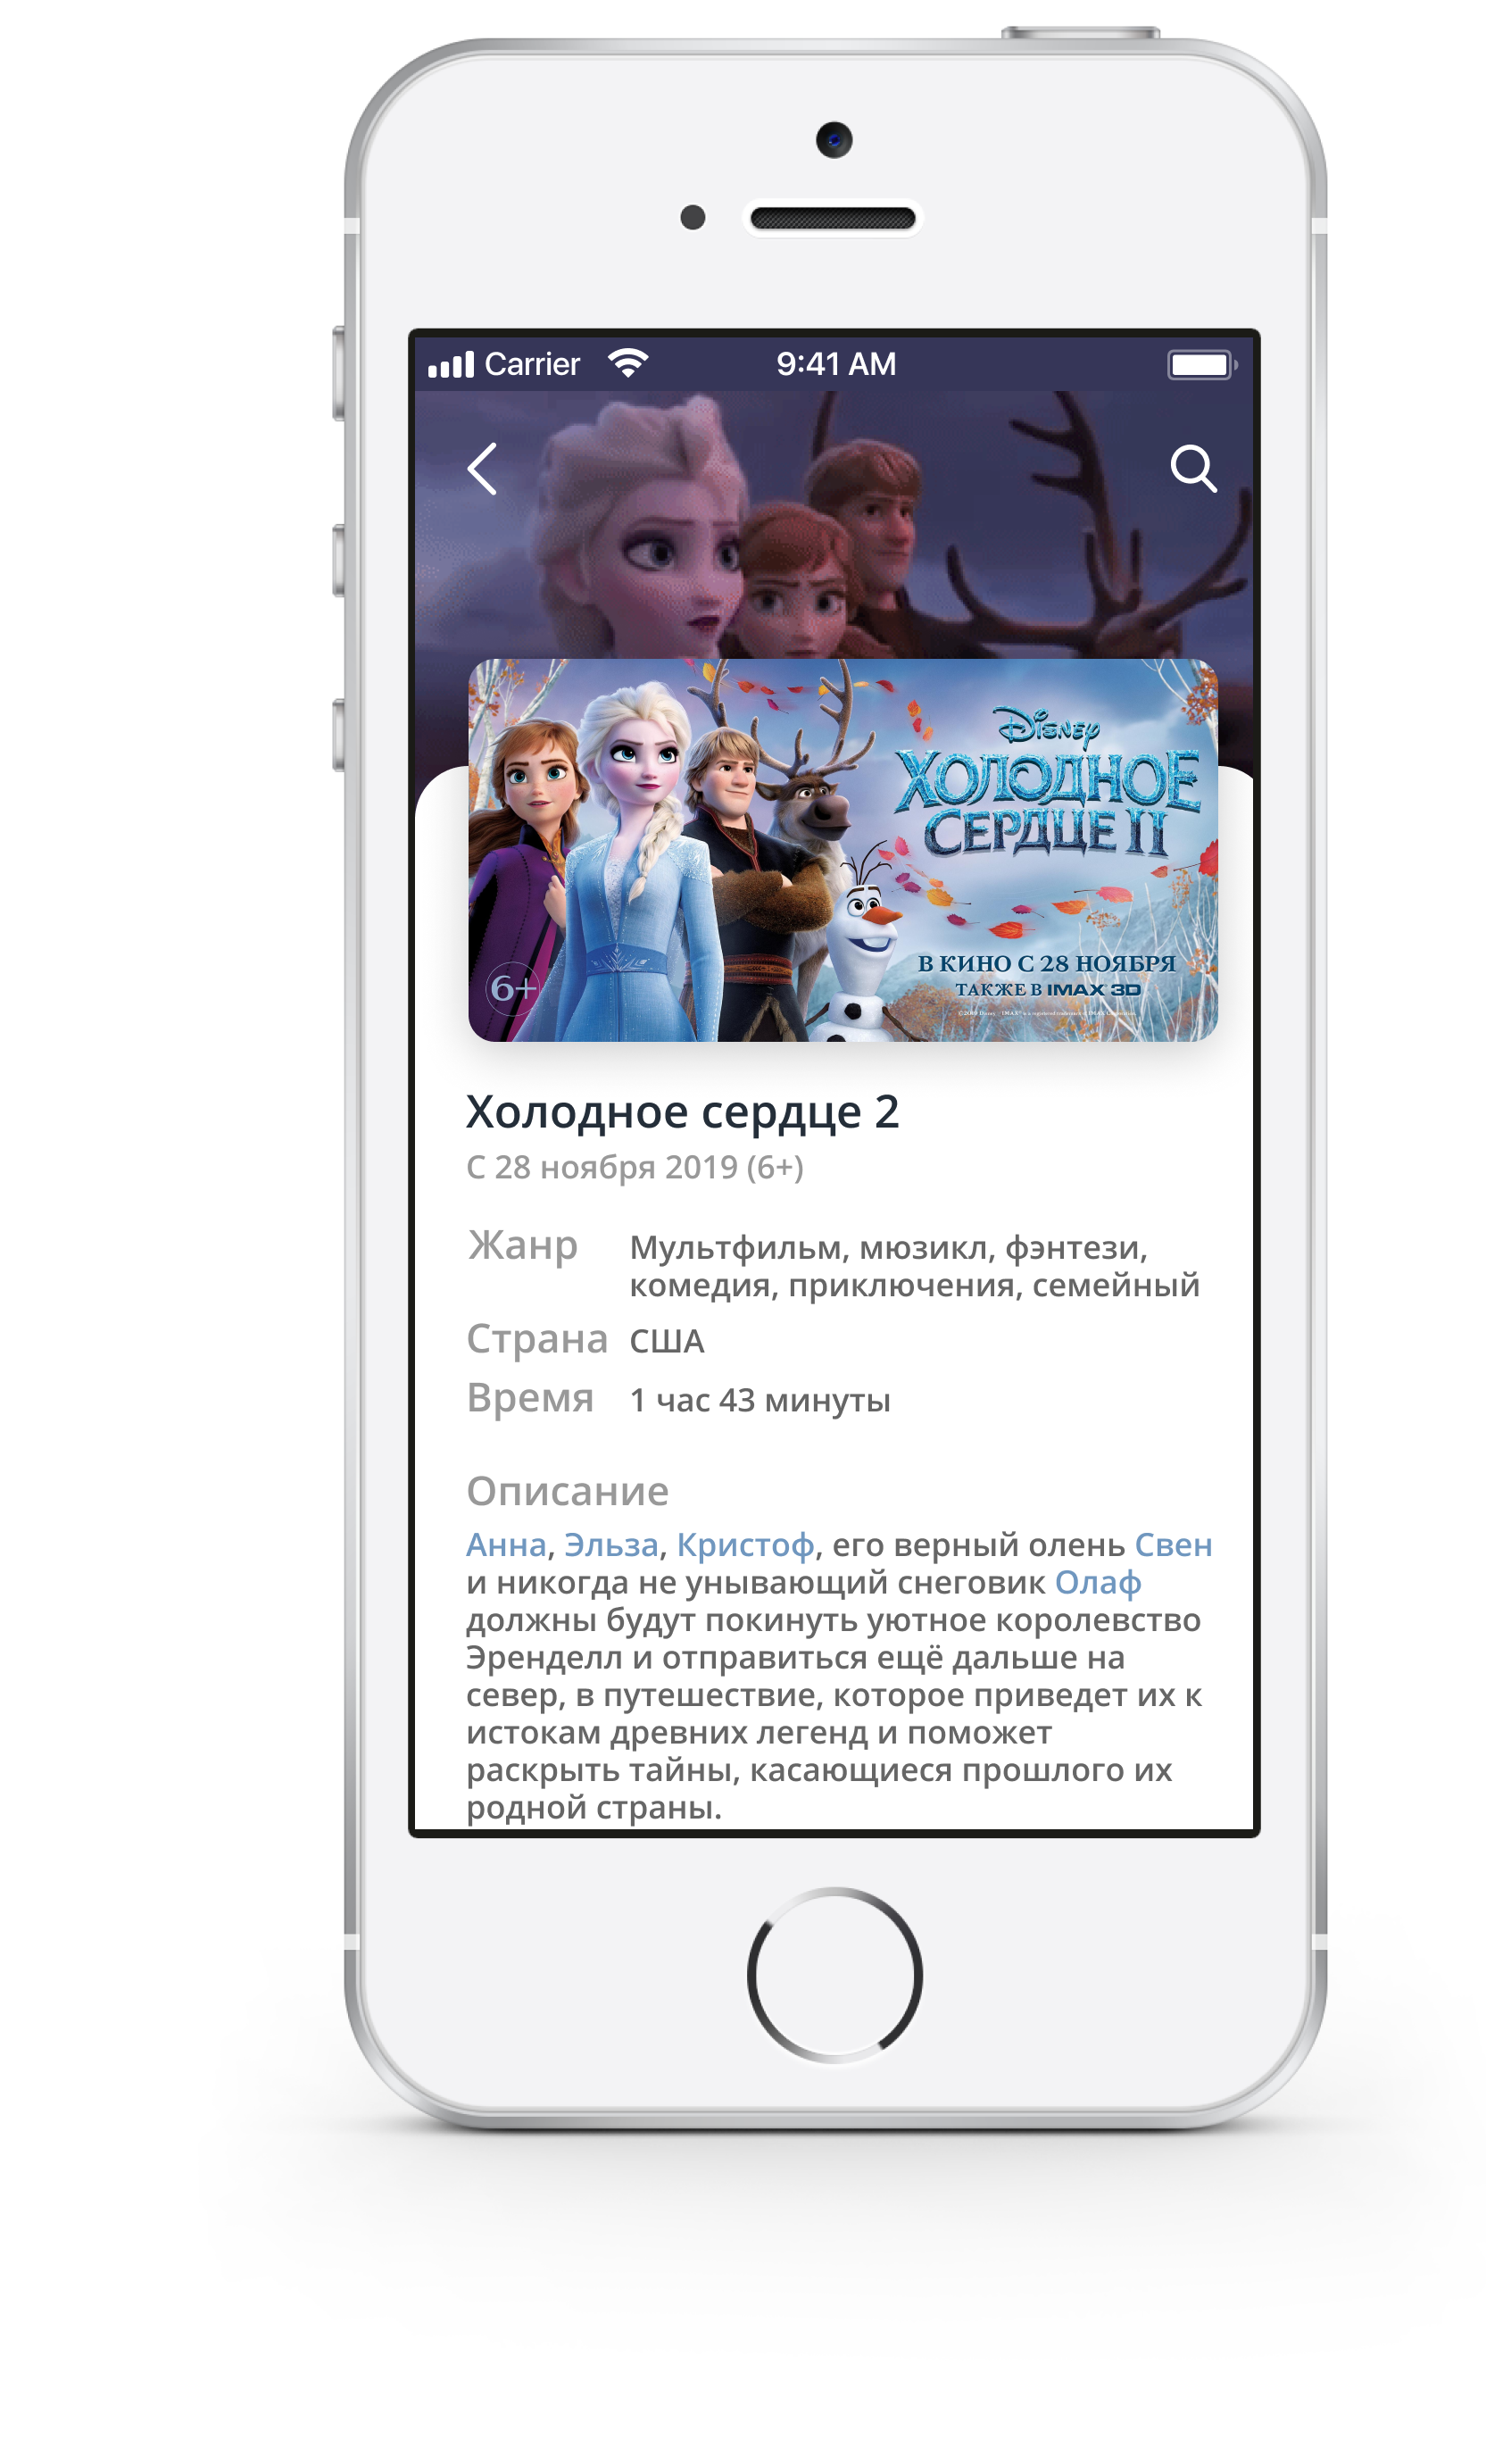 Carrier 9:41 AM
Disney
ХОЛОДНОЕ
СЕРДЦЕ II
В КИНО С 28 НОЯБРЯ
ТАКЖЕ В IMAX 3D
6+
Холодное сердце 2
С 28 ноября 2019 (6+)
Жанр Мультфильм, мюзикл, фэнтези,
комедия, приключения, семейный
Страна США
Время 1 час 43 минуты
Описание
Анна, Эльза, Кристоф, его верный олень Свен
и никогда не унывающий снеговик Олаф
должны будут покинуть уютное королевство
Эренделл и отправиться ещё дальше на
север, в путешествие, которое приведет их к
истокам древних легенд и поможет
раскрыть тайны, касающиеся прошлого их
родной страны.